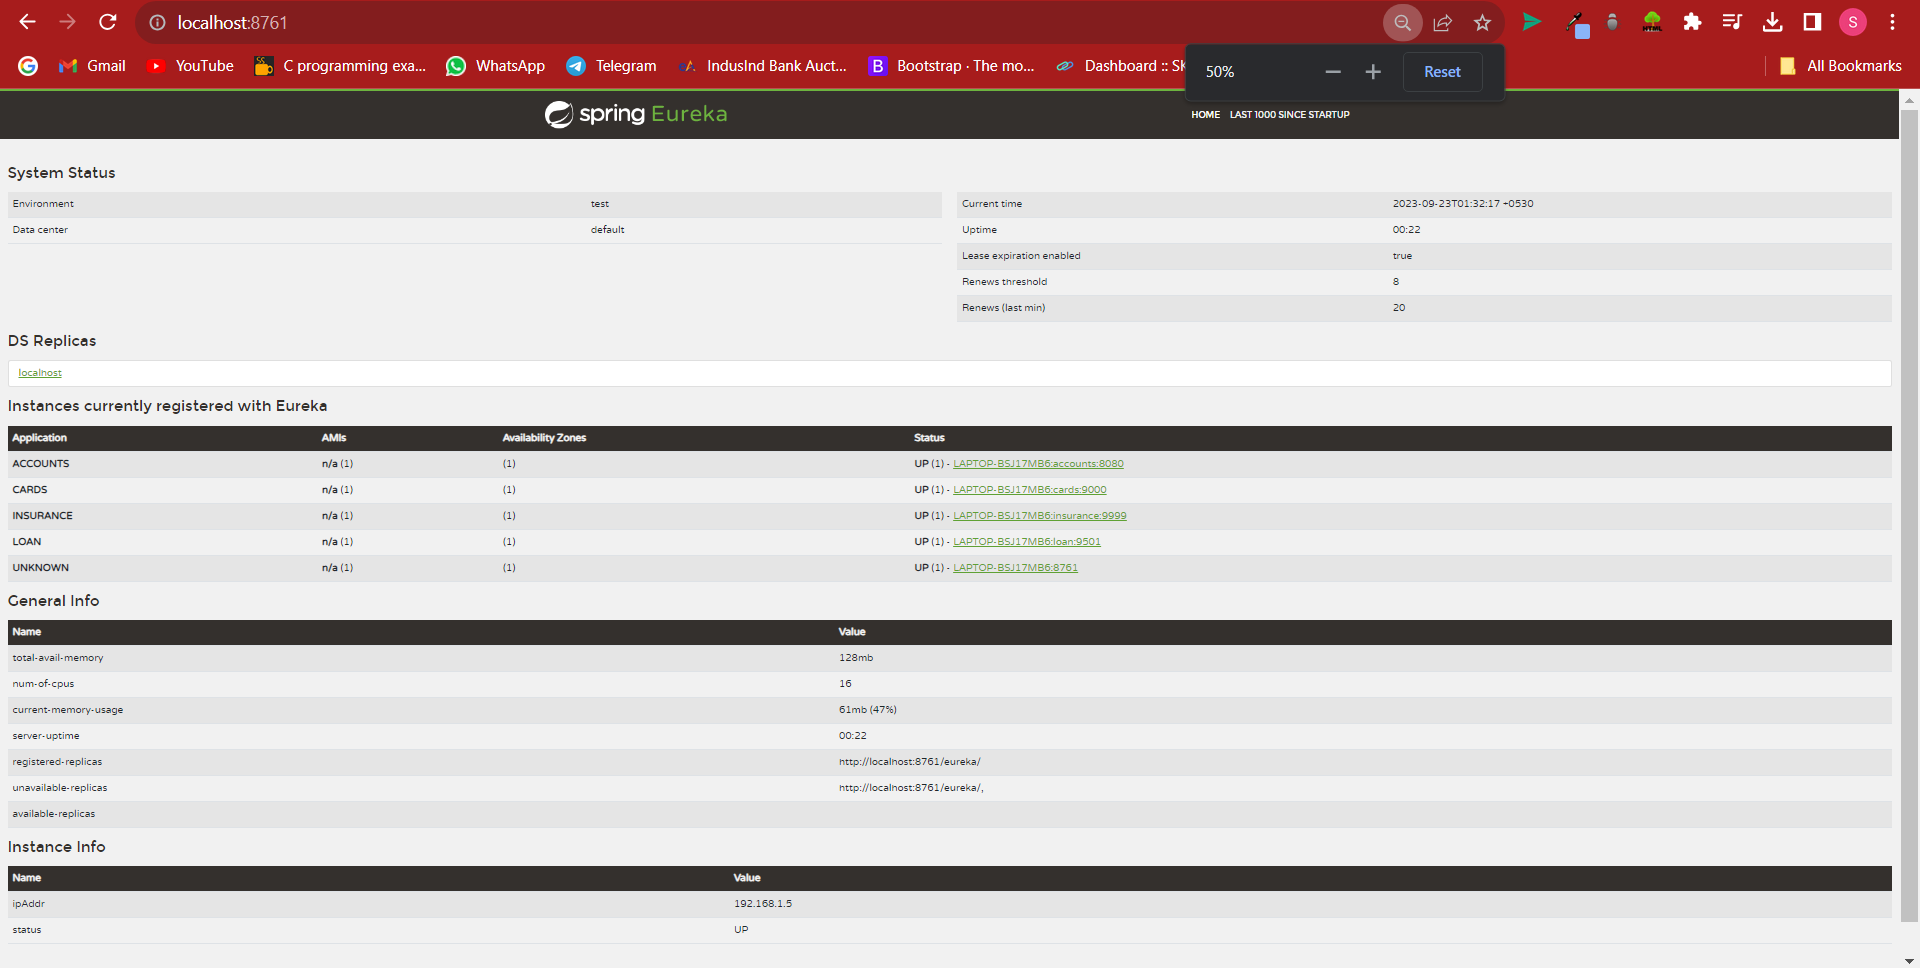 localhost:8761
S
Gmail
YouTube
C programming exa...
WhatsApp
Telegram
IndusInd Bank Auct...
B Bootstrap · The mo...
Dashboard :: SK
All Bookmarks
50%
Reset
spring Eureka
HOME LAST 1000 SINCE STARTUP
System Status
Environment test
Data center default
Current time 2023-09-23T01:32:17 +0530
Uptime 00:22
Lease expiration enabled true
Renews threshold 8
Renews (last min) 20
DS Replicas
localhost
Instances currently registered with Eureka
Application AMIs Availability Zones Status
ACCOUNTS n/a (1) (1) UP (1) - LAPTOP-BSJ17MB6:accounts:8080
CARDS n/a (1) (1) UP (1) - LAPTOP-BSJ17MB6:cards:9000
INSURANCE n/a (1) (1) UP (1) - LAPTOP-BSJ17MB6:insurance:9999
LOAN n/a (1) (1) UP (1) - LAPTOP-BSJ17MB6:loan:9501
UNKNOWN n/a (1) (1) UP (1) - LAPTOP-BSJ17MB6:8761
General Info
Name Value
total-avail-memory 128mb
num-of-cpus 16
current-memory-usage 61mb (47%)
server-uptime 00:22
registered-replicas http://localhost:8761/eureka/
unavailable-replicas http://localhost:8761/eureka/,
available-replicas
Instance Info
Name Value
ipAddr 192.168.1.5
status UP